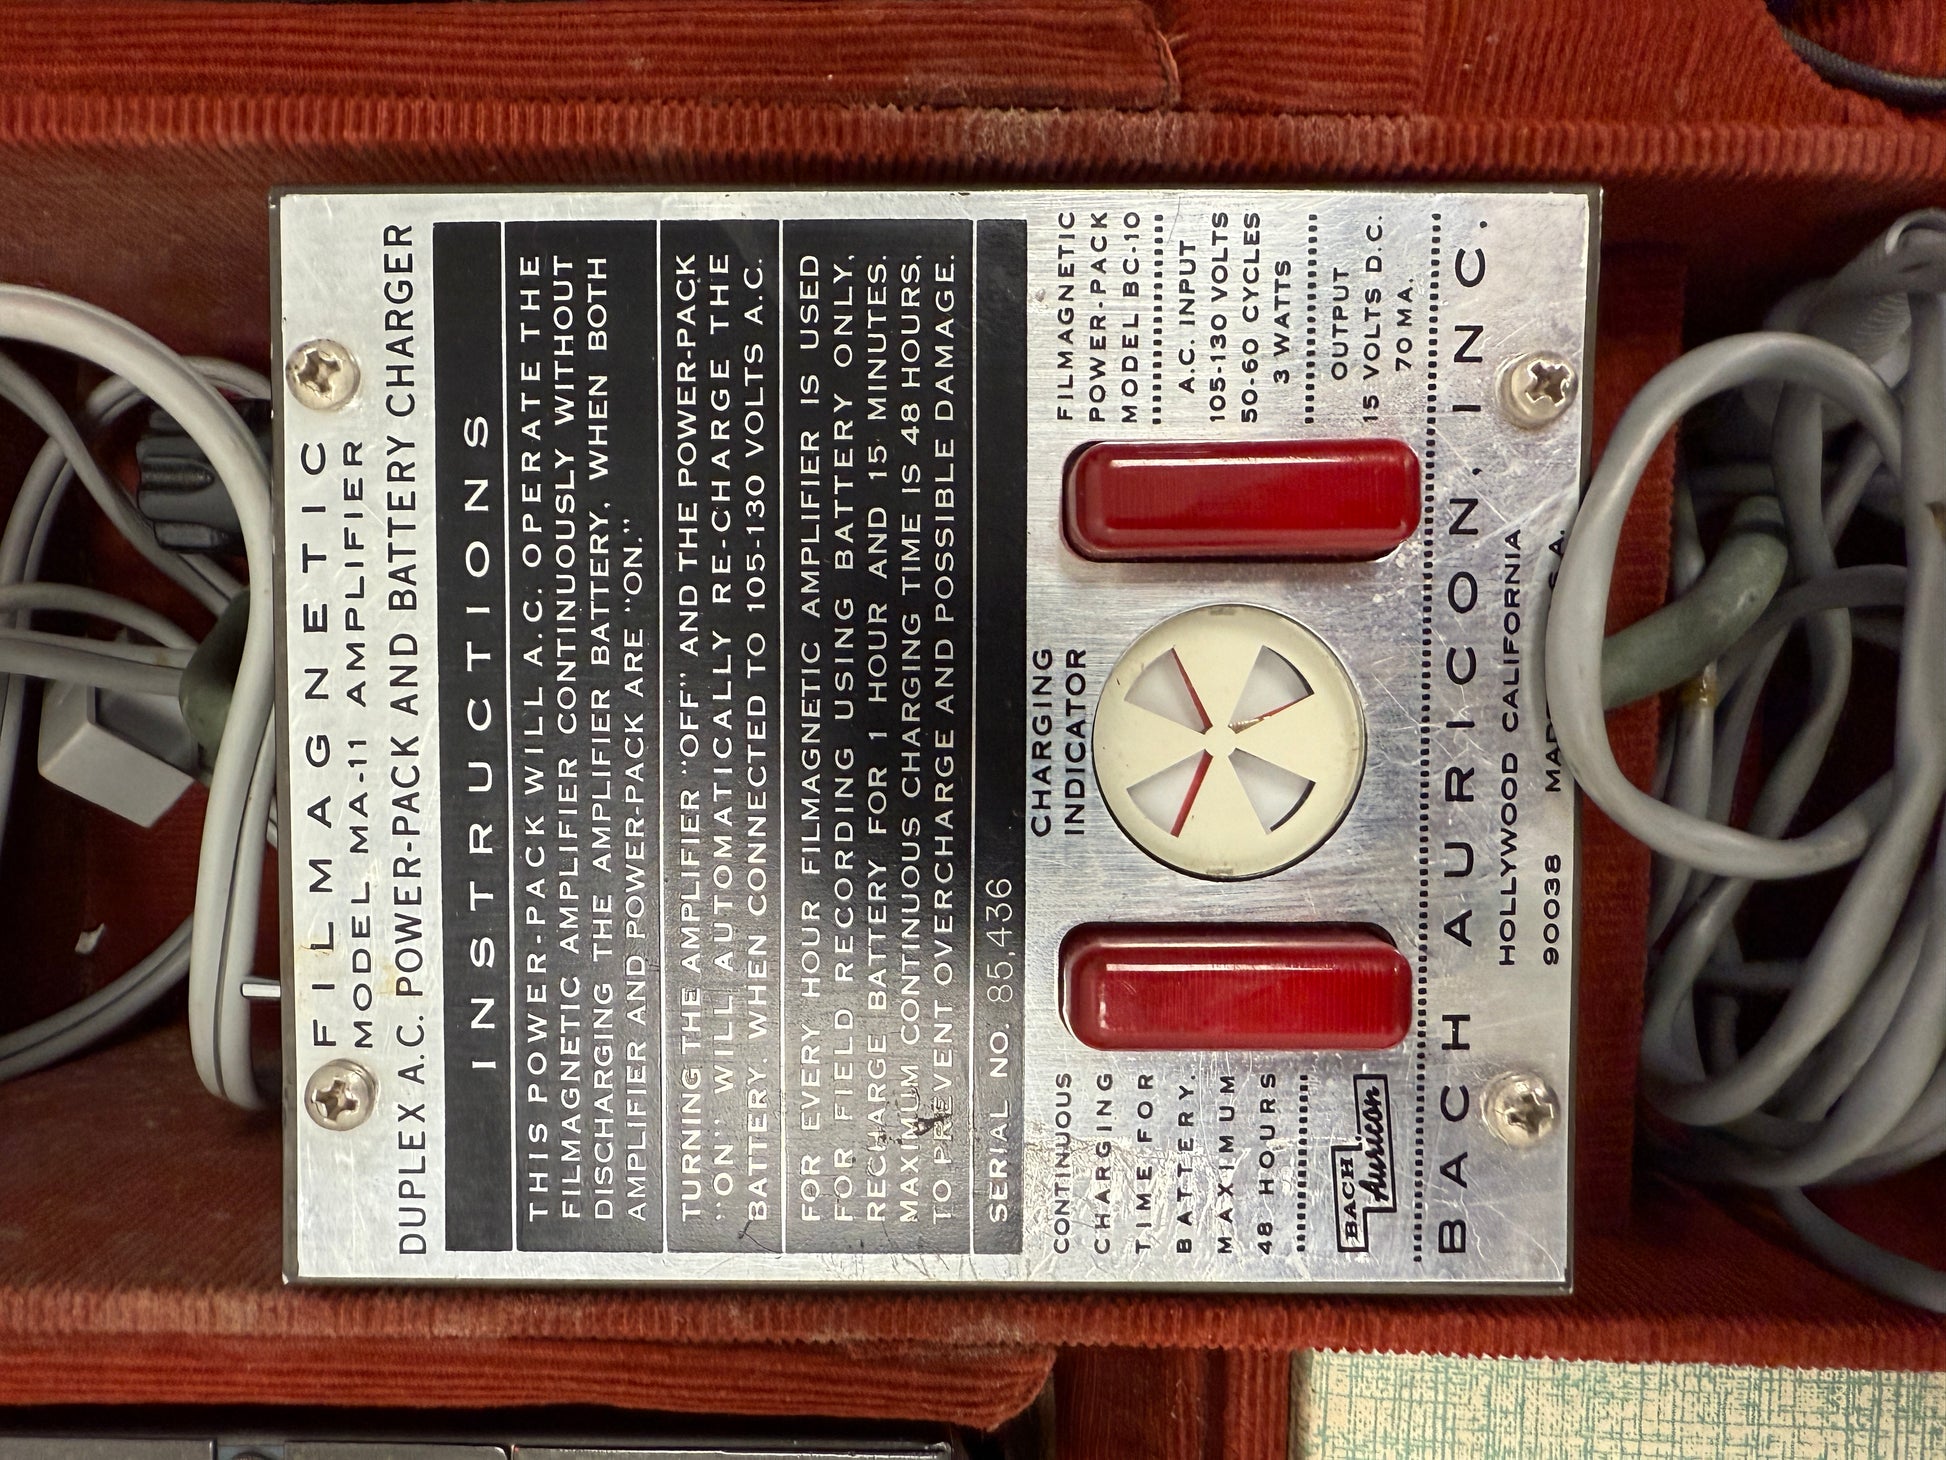 FILMAGNETIC
MODEL MA-11 AMPLIFIER
DUPLEX A.C. POWER-PACK AND BATTERY CHARGER
INSTRUCTIONS
THIS POWER-PACK WILL A.C. OPERATE THE
FILMAGNETIC AMPLIFIER CONTINUOUSLY WITHOUT
DISCHARGING THE AMPLIFIER BATTERY, WHEN BOTH
AMPLIFIER AND POWER-PACK ARE "ON."
TURNING THE AMPLIFIER "OFF" AND THE POWER-PACK
"ON" WILL AUTOMATICALLY RE-CHARGE THE
BATTERY, WHEN CONNECTED TO 105-130 VOLTS A.C.
FOR EVERY HOUR FILMAGNETIC AMPLIFIER IS USED
FOR FIELD RECORDING USING BATTERY ONLY,
RECHARGE BATTERY FOR 1 HOUR AND 15 MINUTES.
MAXIMUM CONTINUOUS CHARGING TIME IS 48 HOURS,
TO PREVENT OVERCHARGE AND POSSIBLE DAMAGE.
SERIAL NO. 85,436
CONTINUOUS
CHARGING
TIME FOR
BATTERY.
MAXIMUM
48 HOURS
BACH
Auricon
CHARGING
INDICATOR
FILMAGNETIC
POWER-PACK
MODEL BC-10
A.C. INPUT
105-130 VOLTS
50-60 CYCLES
3 WATTS
OUTPUT
15 VOLTS D.C.
70 MA.
BACH AURICON, INC.
HOLLYWOOD CALIFORNIA
90038